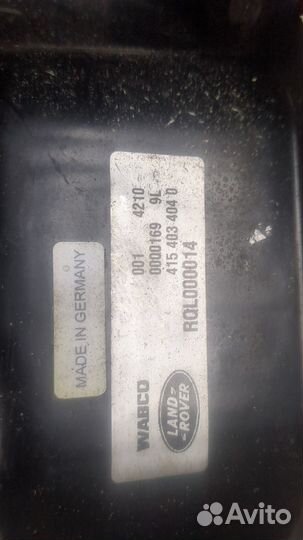 001 4210
0000169 9L
415 403 404 0
RQL000014
WABCO
LAND-
-ROVER
MADE IN GERMANY
Avito